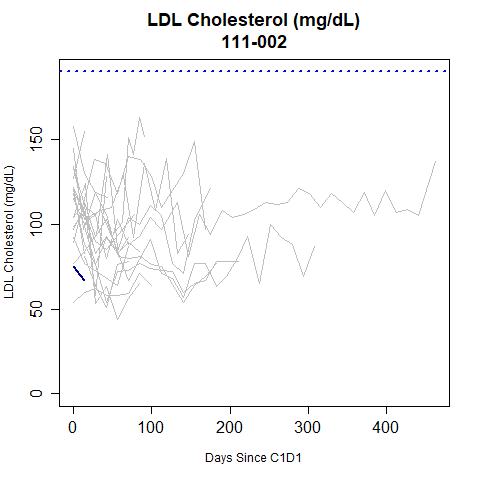 LDL Cholesterol (mg/dL)
111-002
LDL Cholesterol (mg/dL)
150
100
50
0
0 100 200 300 400
Days Since C1D1